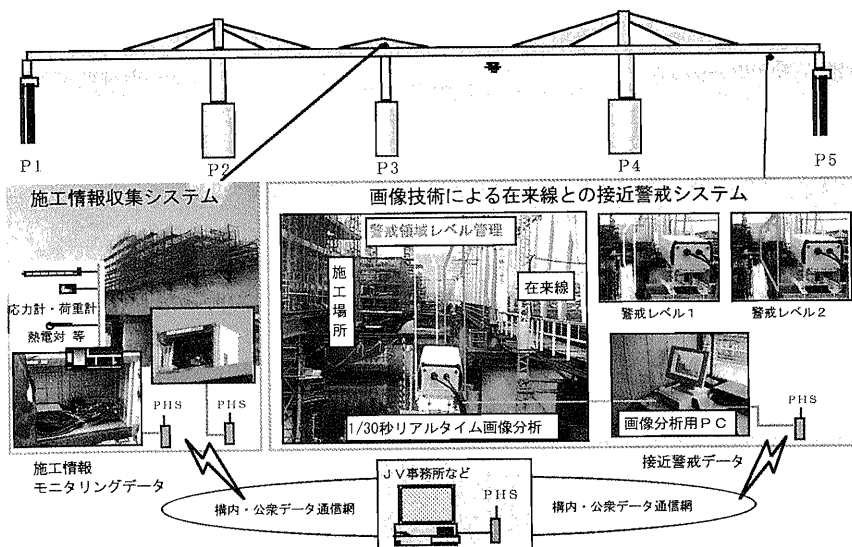 P1
P2
P3
P4
P5
施工情報収集システム
応力計・荷重計
熱電対 等
PHS
PHS
施工情報
モニタリングデータ
画像技術による在来線との接近警戒システム
警戒領域レベル管理
施工場所
在来線
1/30秒リアルタイム画像分析
警戒レベル1
警戒レベル2
画像分析用PC
PHS
接近警戒データ
構内・公衆データ通信網
JV事務所など
PHS
構内・公衆データ通信網